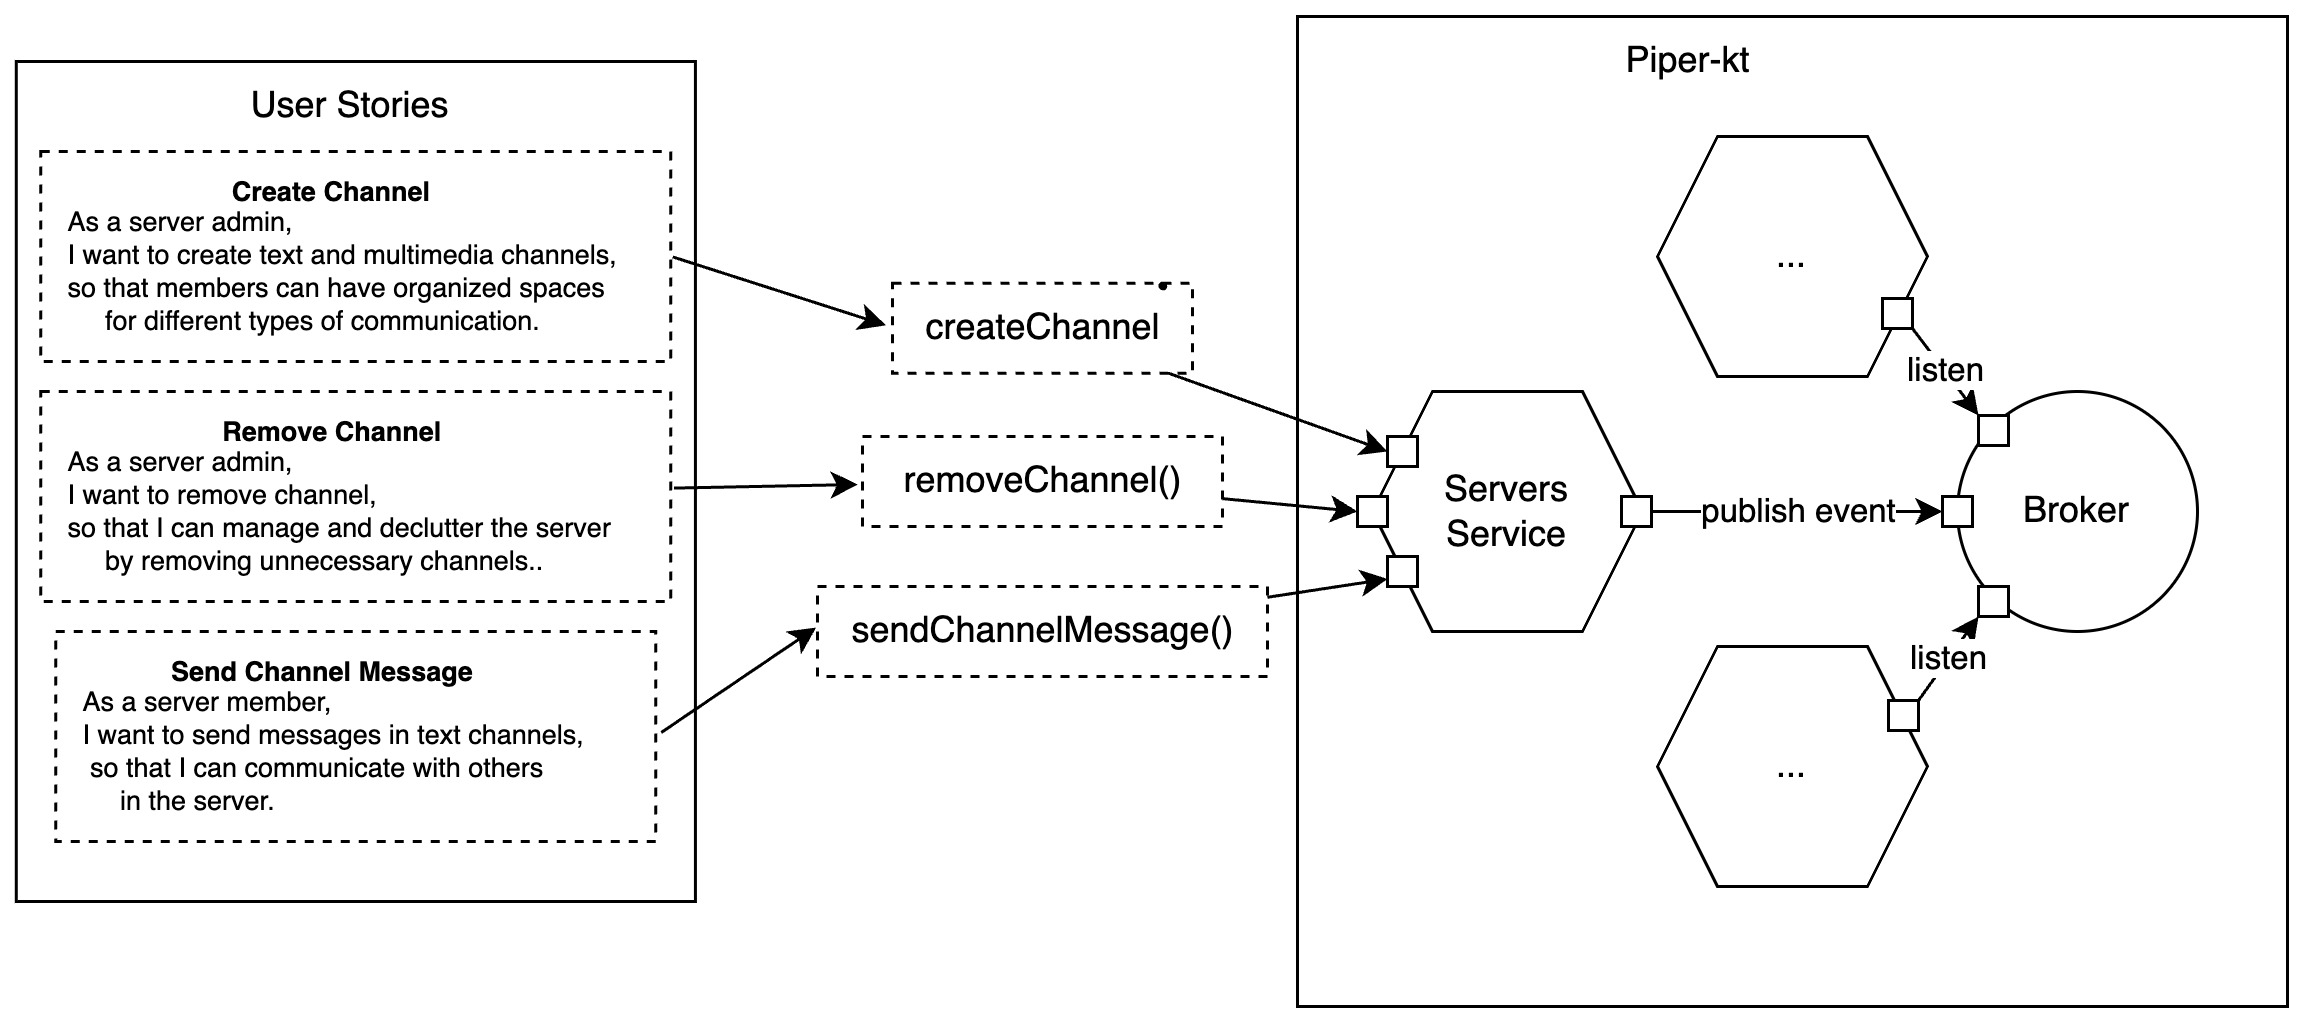 User Stories
Create Channel
As a server admin,
I want to create text and multimedia channels,
so that members can have organized spaces
for different types of communication.
Remove Channel
As a server admin,
I want to remove channel,
so that I can manage and declutter the server
by removing unnecessary channels..
Send Channel Message
As a server member,
I want to send messages in text channels,
so that I can communicate with others
in the server.
createChannel
removeChannel()
sendChannelMessage()
Piper-kt
...
listen
Servers
Service
publish event
Broker
listen
...